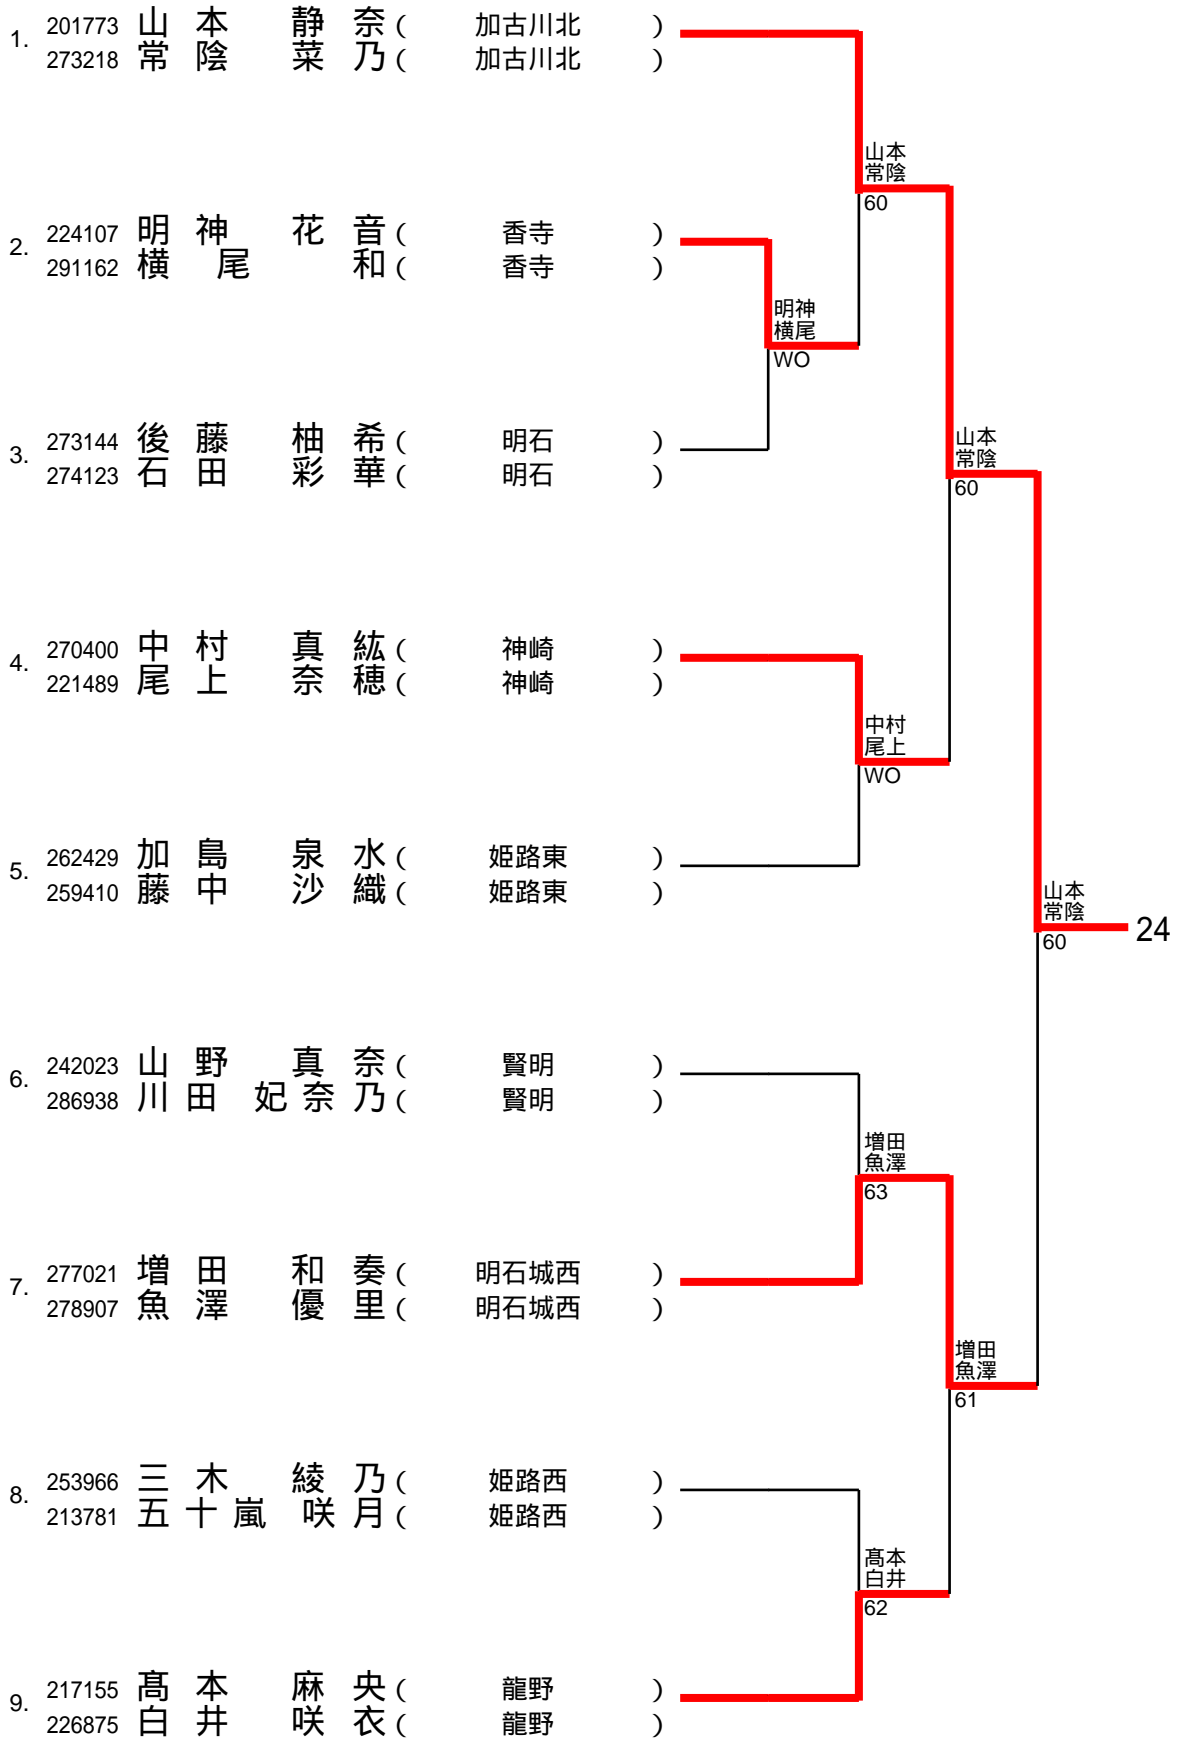 1. 201773 山本 静奈 ( 加古川北 )
273218 常陰 菜乃 ( 加古川北 )
山本
常陰
60
2. 224107 明神 花音 ( 香寺 )
291162 横尾 和 ( 香寺 )
明神
横尾
WO
3. 273144 後藤 柚希 ( 明石 )
274123 石田 彩華 ( 明石 )
山本
常陰
60
4. 270400 中村 真紘 ( 神崎 )
221489 尾上 奈穂 ( 神崎 )
中村
尾上
WO
5. 262429 加島 泉水 ( 姫路東 )
259410 藤中 沙織 ( 姫路東 )
山本
常陰
60
24
6. 242023 山野 真奈 ( 賢明 )
286938 川田 妃奈乃 ( 賢明 )
増田
魚澤
63
7. 277021 増田 和奏 ( 明石城西 )
278907 魚澤 優里 ( 明石城西 )
増田
魚澤
61
8. 253966 三木 綾乃 ( 姫路西 )
213781 五十嵐 咲月 ( 姫路西 )
髙本
白井
62
9. 217155 髙本 麻央 ( 龍野 )
226875 白井 咲衣 ( 龍野 )